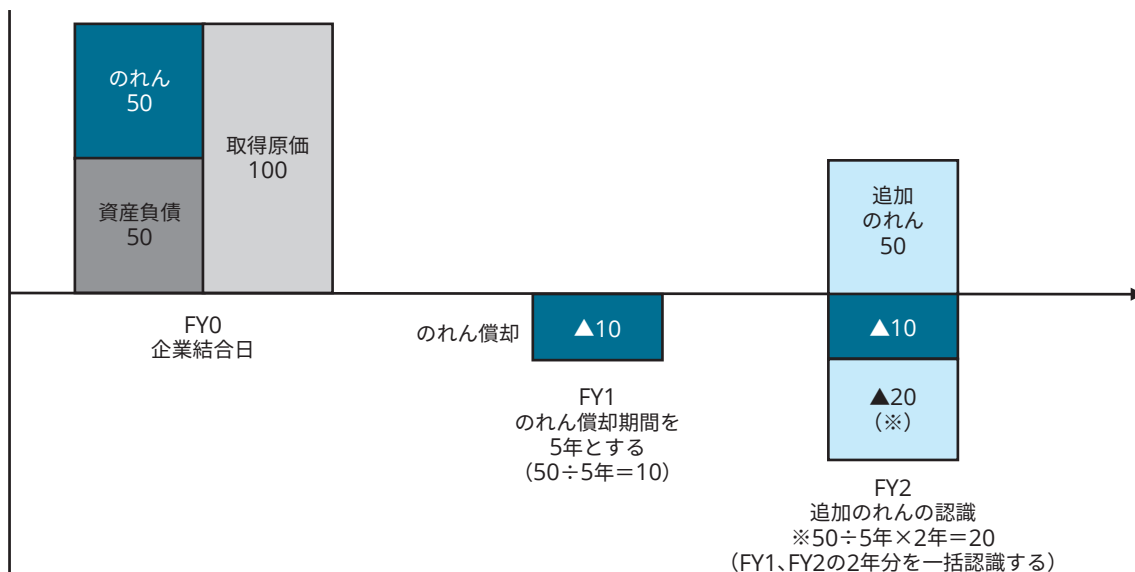 のれん
50
資産負債
50
取得原価
100
FY0
企業結合日
のれん償却
▲10
FY1
のれん償却期間を
5年とする
（50÷5年＝10）
追加
のれん
50
▲10
▲20
（※）
FY2
追加のれんの認識
※50÷5年×2年＝20
（FY1、FY2の2年分を一括認識する）